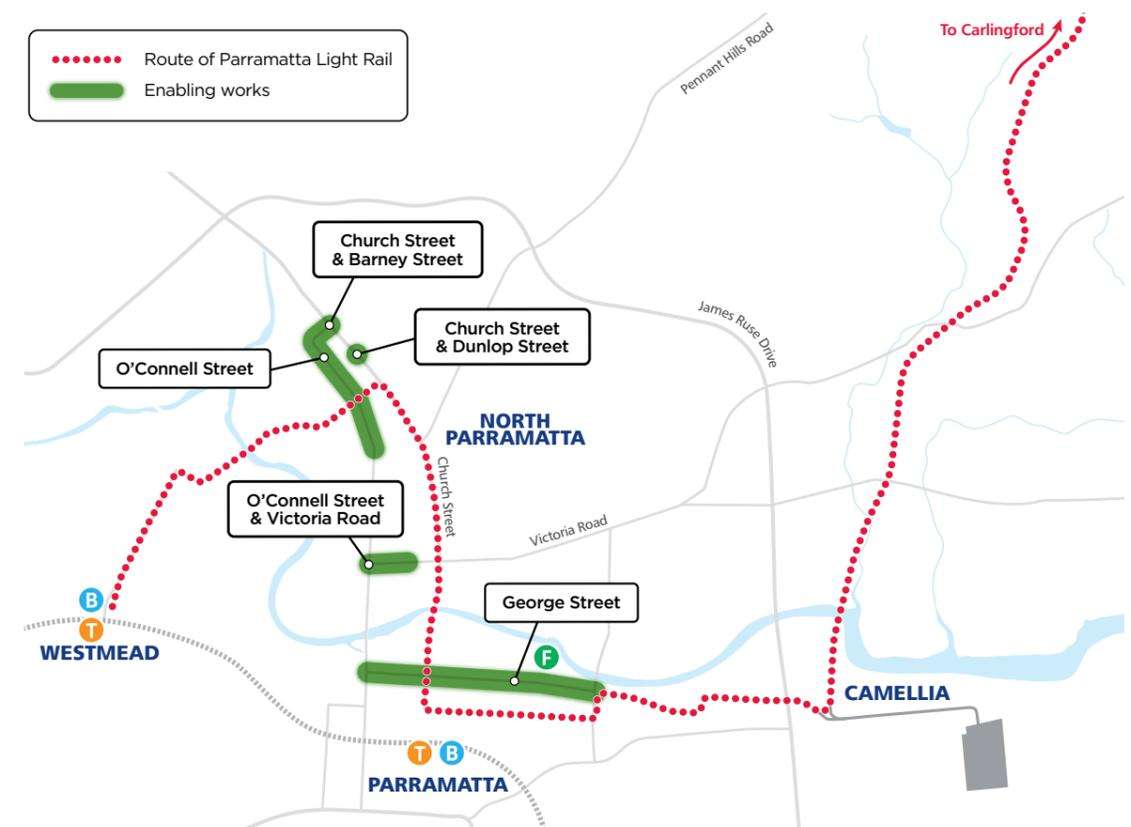 To Carlingford
Route of Parramatta Light Rail
Enabling works
Pennant Hills Road
Church Street
& Barney Street
Church Street
& Dunlop Street
James Ruse Drive
O'Connell Street
NORTH
PARRAMATTA
Church Street
O'Connell Street
& Victoria Road
Victoria Road
B
T
WESTMEAD
George Street
F
CAMELLIA
T B
PARRAMATTA